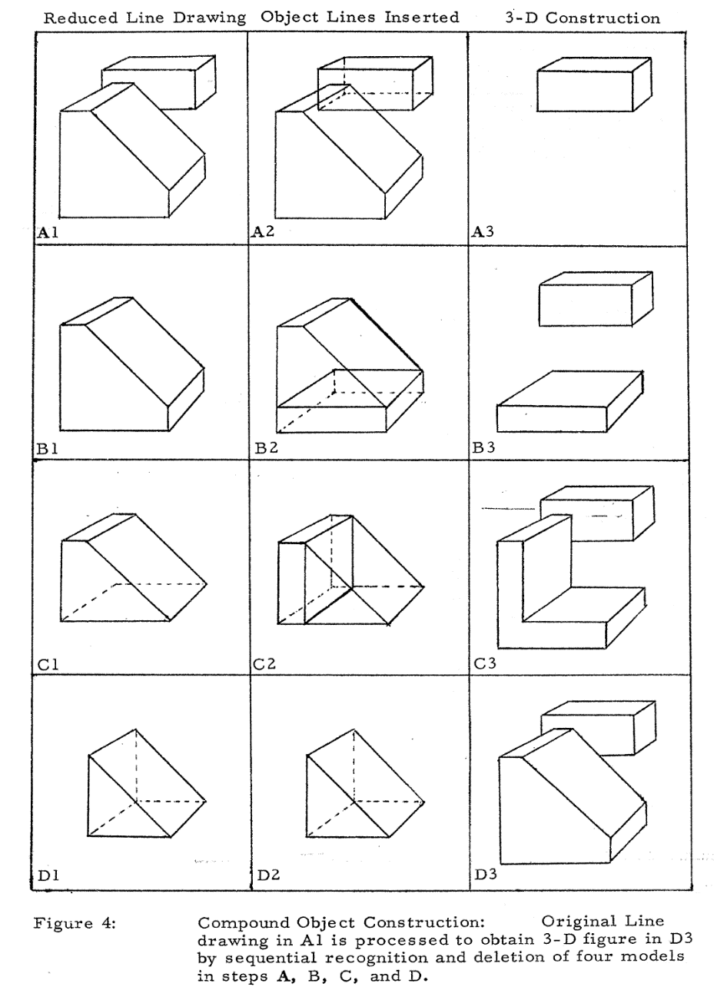 Reduced Line Drawing Object Lines Inserted 3-D Construction
A1 A2 A3
B1 B2 B3
C1 C2 C3
D1 D2 D3
Figure 4: Compound Object Construction: Original Line
drawing in A1 is processed to obtain 3-D figure in D3
by sequential recognition and deletion of four models
in steps A, B, C, and D.